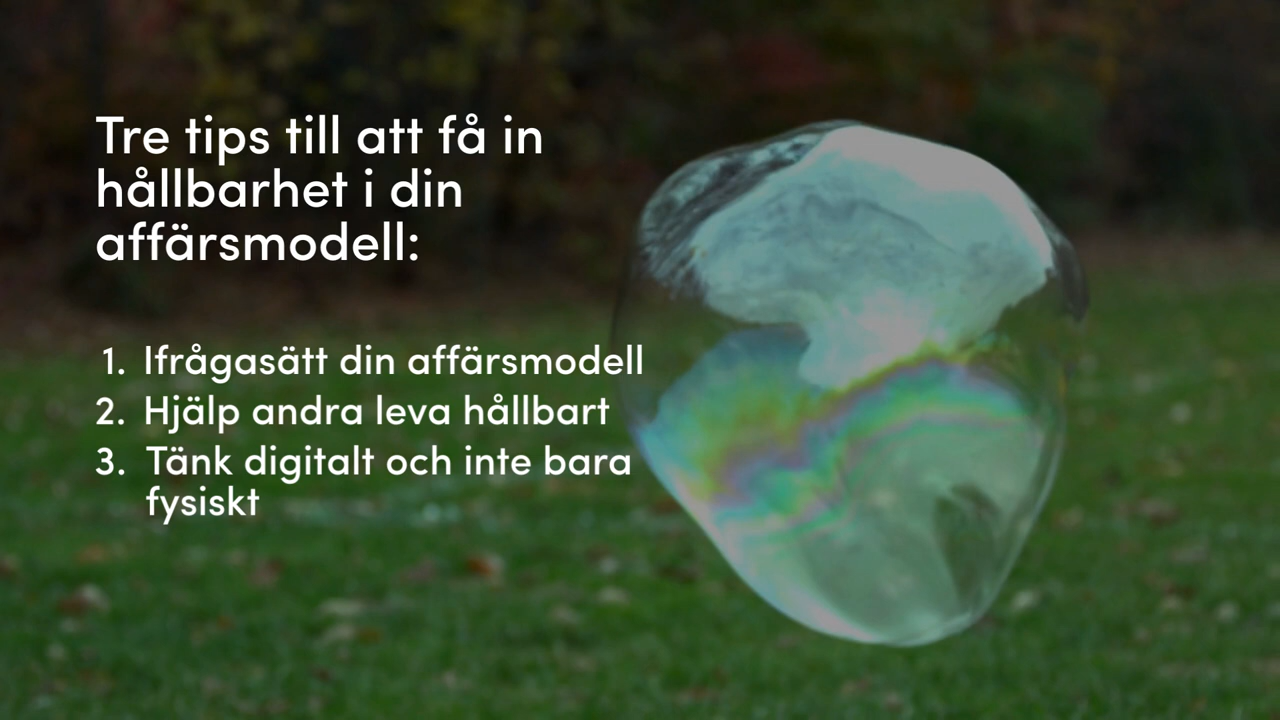 Tre tips till att få in
hållbarhet i din
affärsmodell:
1. Ifrågasätt din affärsmodell
2. Hjälp andra leva hållbart
3. Tänk digitalt och inte bara
fysiskt